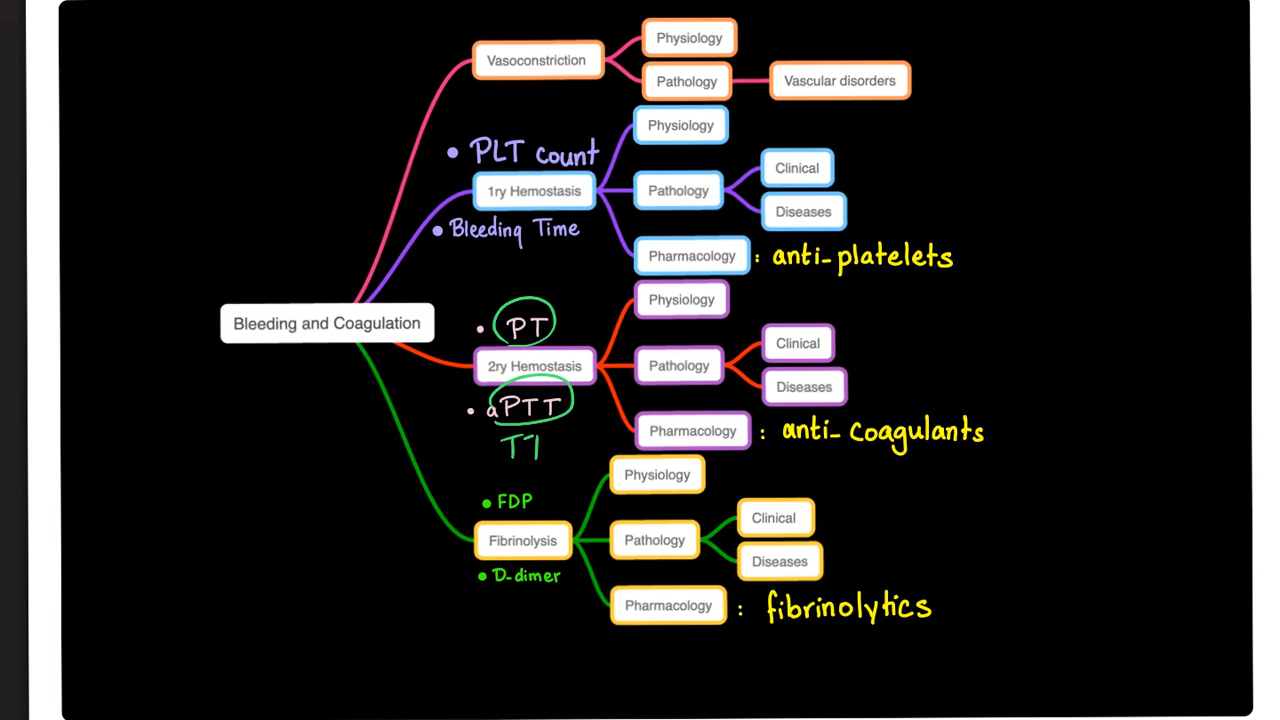 Physiology
Vasoconstriction
Pathology
Vascular disorders
Physiology
• PLT count
Clinical
1ry Hemostasis
Pathology
Diseases
• Bleeding Time
Pharmacology : anti-platelets
Physiology
Bleeding and Coagulation
• PT
Clinical
2ry Hemostasis
Pathology
Diseases
• aPTT
Pharmacology : anti-coagulants
Physiology
• FDP
Clinical
Fibrinolysis
Pathology
Diseases
• D-dimer
Pharmacology : fibrinolytics